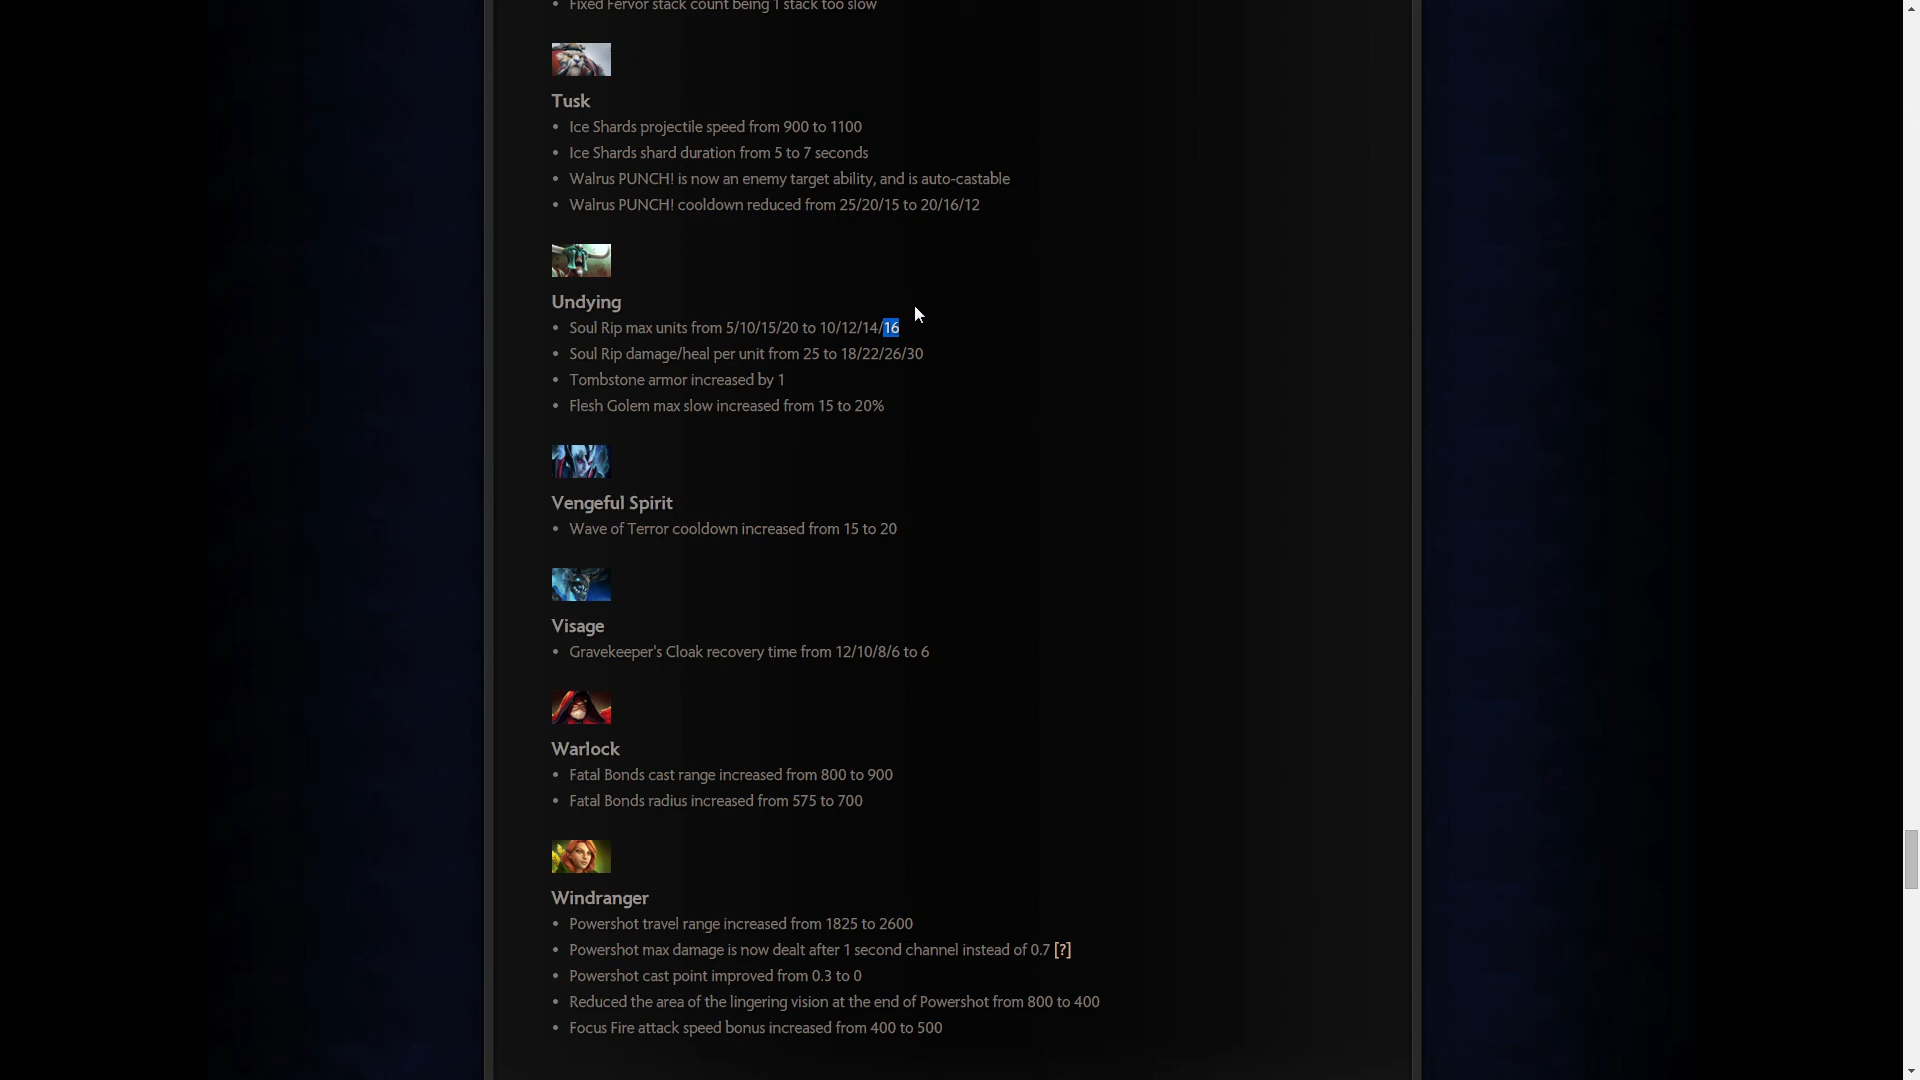 • Fixed Fervor stack count being 1 stack too slow
Tusk
• Ice Shards projectile speed from 900 to 1100
• Ice Shards shard duration from 5 to 7 seconds
• Walrus PUNCH! is now an enemy target ability, and is auto-castable
• Walrus PUNCH! cooldown reduced from 25/20/15 to 20/16/12
Undying
• Soul Rip max units from 5/10/15/20 to 10/12/14/16
• Soul Rip damage/heal per unit from 25 to 18/22/26/30
• Tombstone armor increased by 1
• Flesh Golem max slow increased from 15 to 20%
Vengeful Spirit
• Wave of Terror cooldown increased from 15 to 20
Visage
• Gravekeeper's Cloak recovery time from 12/10/8/6 to 6
Warlock
• Fatal Bonds cast range increased from 800 to 900
• Fatal Bonds radius increased from 575 to 700
Windranger
• Powershot travel range increased from 1825 to 2600
• Powershot max damage is now dealt after 1 second channel instead of 0.7 [?]
• Powershot cast point improved from 0.3 to 0
• Reduced the area of the lingering vision at the end of Powershot from 800 to 400
• Focus Fire attack speed bonus increased from 400 to 500